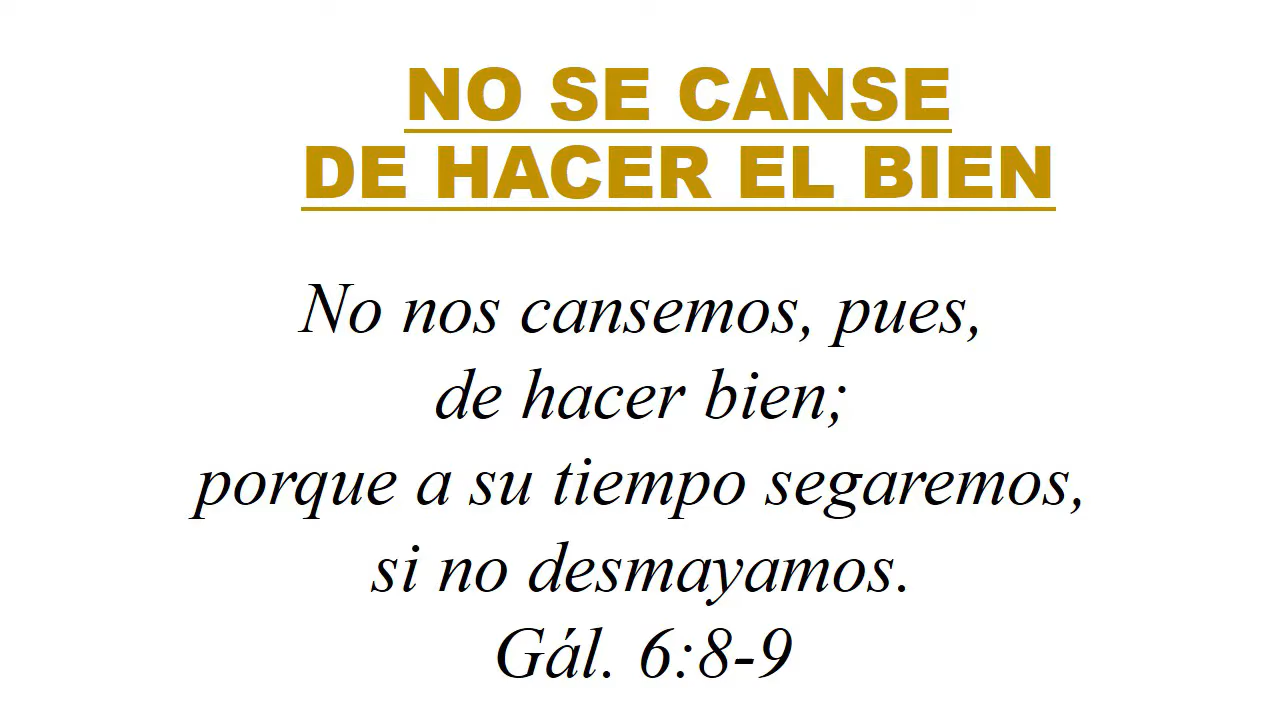 NO SE CANSE
DE HACER EL BIEN
No nos cansemos, pues,
de hacer bien;
porque a su tiempo segaremos,
si no desmayamos.
Gál. 6:8-9